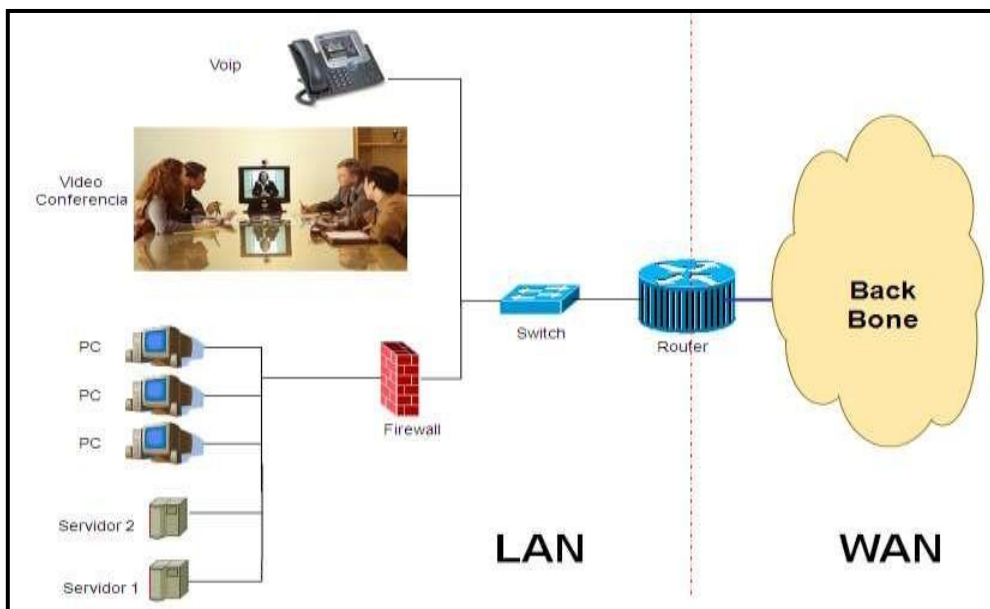 Voip
Video
Conferencia
PC
PC
PC
Servidor 2
Servidor 1
Firewall
Switch
Router
Back
Bone
LAN
WAN